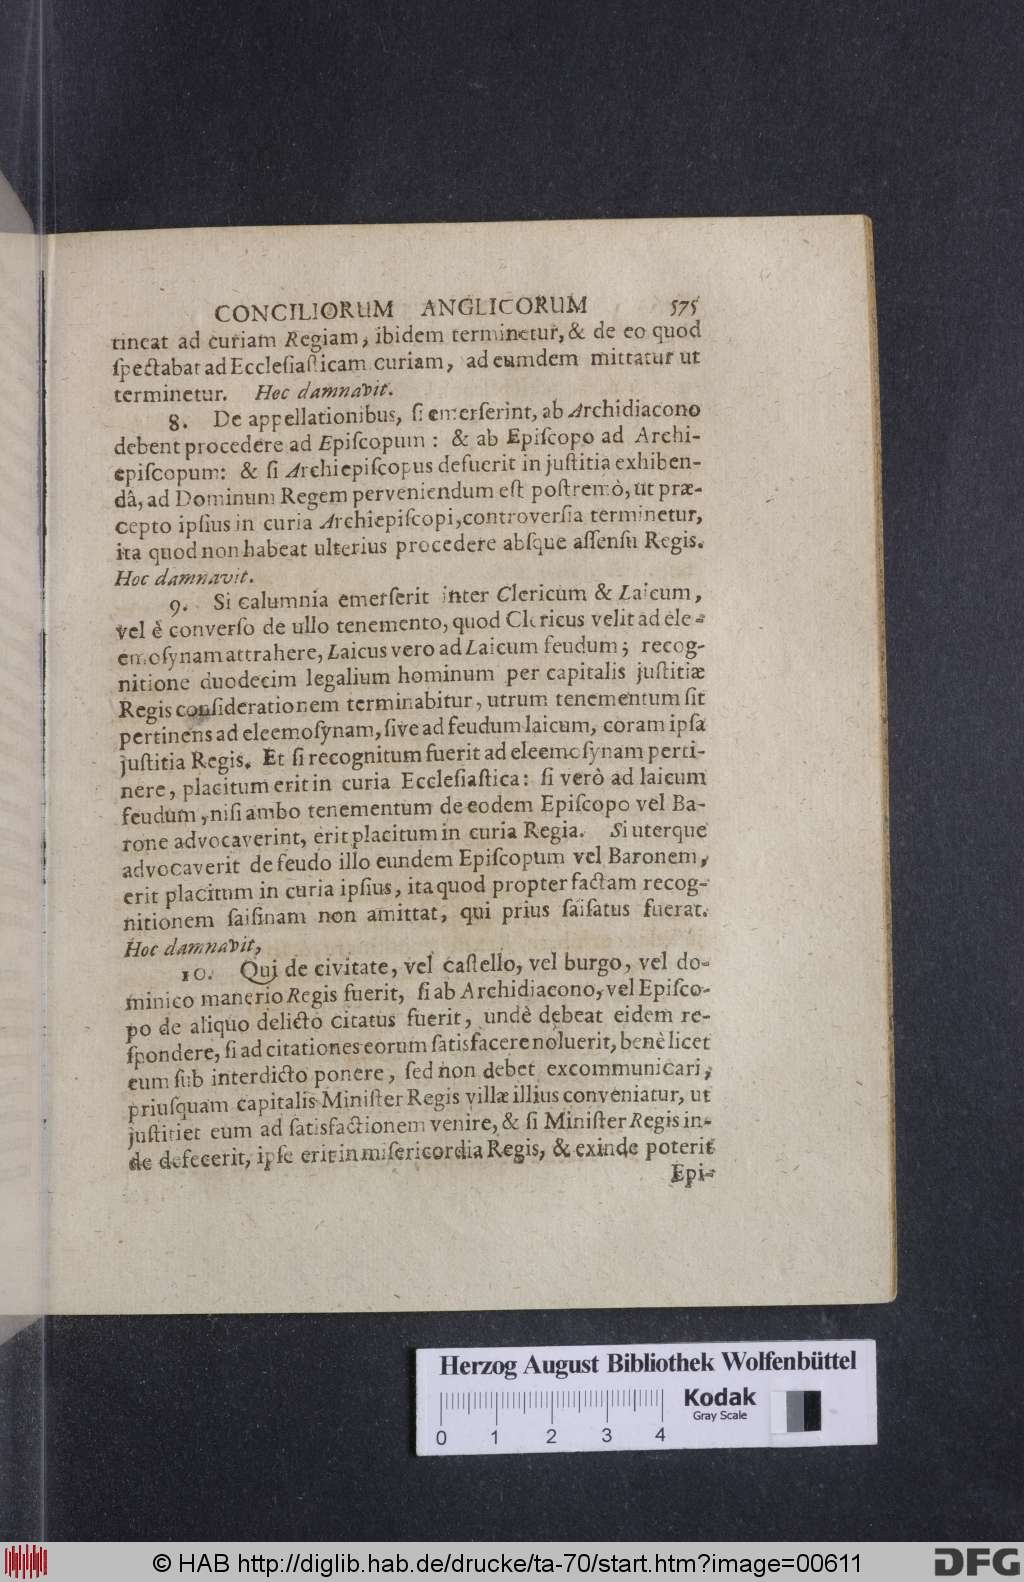 CONCILIORUM ANGLICORUM 575
tineat ad curiam Regiam, ibidem terminetur, & de eo quod
ſpectabat ad Eccleſiaſticam curiam, ad eumdem mittatur ut
terminetur. Hec damnavit.
8. De appellationibus, ſi emerſerint, ab Archidiacono
debent procedere ad Epiſcopum : & ab Epiſcopo ad Archi-
epiſcopum: & ſi Archiepiſcopus defuerit in juſtitia exhiben-
dâ, ad Dominum Regem perveniendum eſt poſtremò, ut præ-
cepto ipſius in curia Archiepiſcopi, controverſia terminetur,
ita quod non habeat ulterius procedere abſque aſſenſu Regis.
Hoc damnavit.
9. Si calumnia emerſerit inter Clericum & Laicum,
vel è converſo de ullo tenemento, quod Clericus velit ad ele-
emoſynam attrahere, Laicus vero ad Laicum feudum; recog-
nitione duodecim legalium hominum per capitalis juſtitiæ
Regis conſiderationem terminabitur, utrum tenementum ſit
pertinens ad eleemoſynam, ſive ad feudum laicum, coram ipſa
juſtitia Regis. Et ſi recognitum fuerit ad eleemoſynam perti-
nere, placitum erit in curia Eccleſiaſtica: ſi verò ad laicum
feudum, niſi ambo tenementum de eodem Epiſcopo vel Ba-
rone advocaverint, erit placitum in curia Regia. Si uterque
advocaverit de feudo illo eundem Epiſcopum vel Baronem,
erit placitum in curia ipſius, ita quod propter factam recog-
nitionem ſaiſinam non amittat, qui prius ſaiſatus fuerat.
Hoc damnavit,
10. Qui de civitate, vel caſtello, vel burgo, vel do-
minico manerio Regis fuerit, ſi ab Archidiacono, vel Epiſco-
po de aliquo delicto citatus fuerit, undè debeat eidem re-
ſpondere, ſi ad citationes eorum ſatisfacere noluerit, benè licet
eum ſub interdicto ponere, ſed non debet excommunicari,
priuſquam capitalis Miniſter Regis villæ illius conveniatur, ut
juſtitiet eum ad ſatisfactionem venire, & ſi Miniſter Regis in-
de defecerit, ipſe erit in miſericordia Regis, & exinde poterit
Epi-
Herzog August Bibliothek Wolfenbüttel
Kodak
Gray Scale
0 1 2 3 4
© HAB http://diglib.hab.de/drucke/ta-70/start.htm?image=00611
DFG